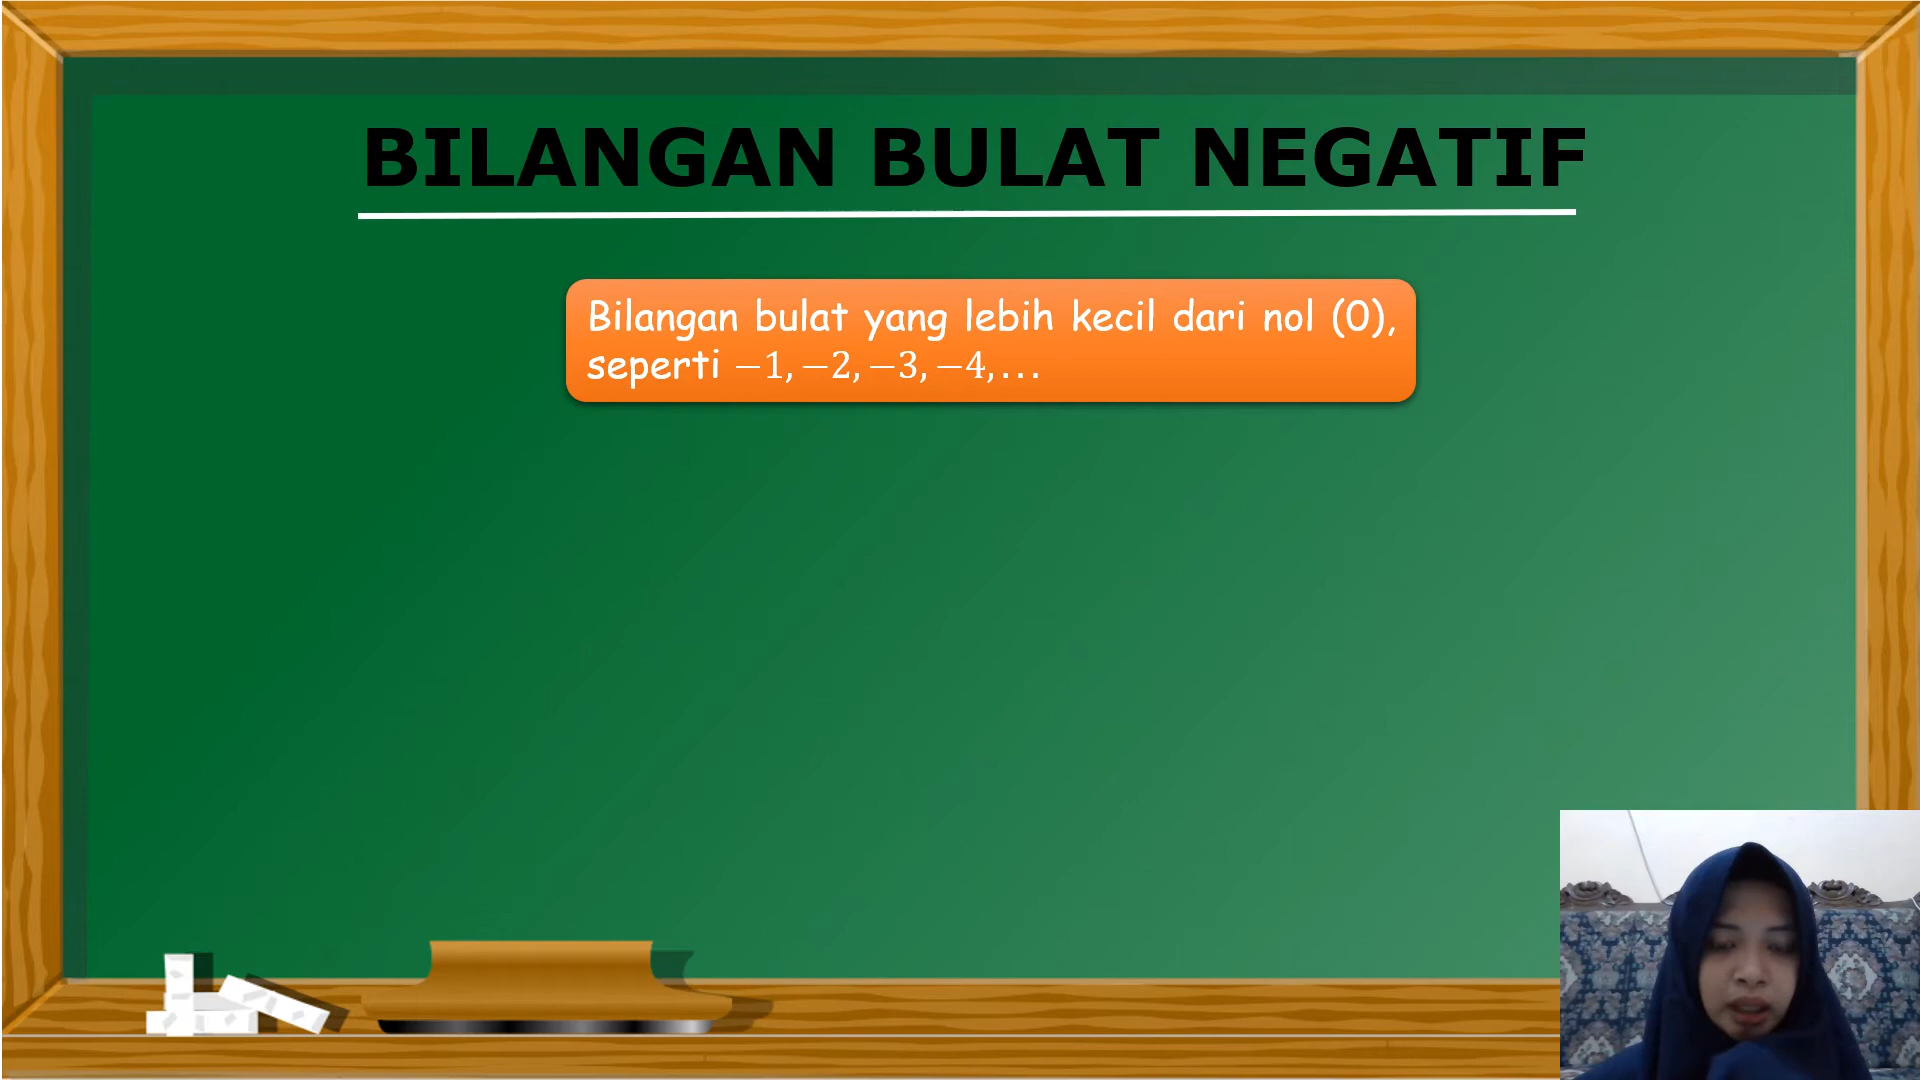 BILANGAN BULAT NEGATIF
Bilangan bulat yang lebih kecil dari nol (0),
seperti −1, −2, −3, −4, …